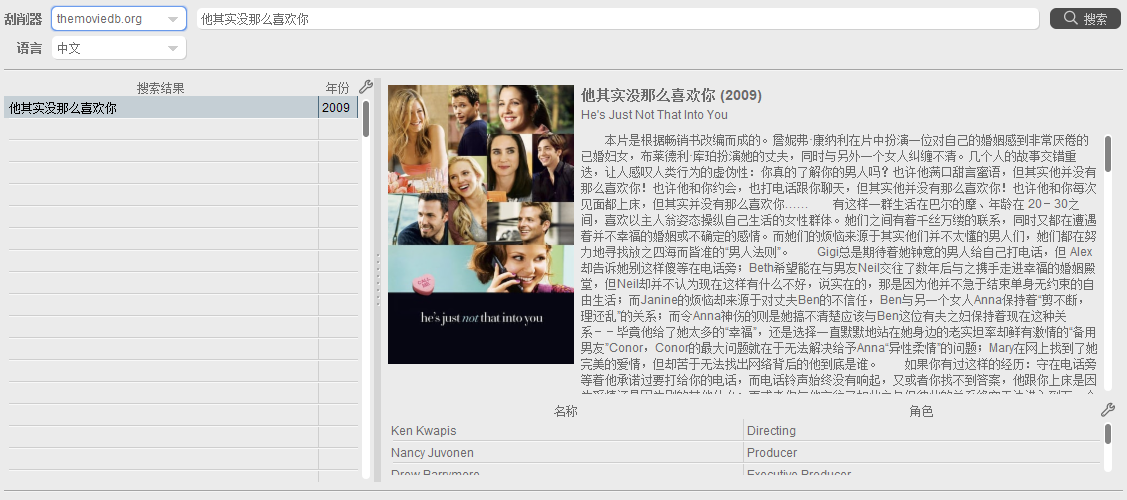 刮削器
themoviedb.org
他其实没那么喜欢你
搜索
语言
中文
搜索结果
年份
他其实没那么喜欢你
2009
他其实没那么喜欢你 (2009)
He's Just Not That Into You
本片是根据畅销书改编而成的。詹妮弗·康纳利在片中扮演一位对自己的婚姻感到非常厌倦的
已婚妇女，布莱德利·库珀扮演她的丈夫，同时与另外一个女人纠缠不清。几个人的故事交错重
迭，让人感叹人类行为的虚伪性：你真的了解你的男人吗？也许他满口甜言蜜语，但其实他并没有
那么喜欢你！也许他和你约会，也打电话跟你聊天，但其实他并没有那么喜欢你！也许他和你每次
见面都上床，但其实并没有那么喜欢你…… 有这样一群生活在巴尔的摩、年龄在 20－30之
间，喜欢以主人翁姿态操纵自己生活的女性群体。她们之间有着千丝万缕的联系，同时又都在遭遇
着并不幸福的婚姻或不确定的感情。而她们的烦恼来源于其实他们并不太懂的男人们，她们都在努
力地寻找放之四海而皆准的“男人法则”。 Gigi总是期待着她钟意的男人给自己打电话，但 Alex
却告诉她别这样傻等在电话旁；Beth希望能在与男友Neil交往了数年后与之携手走进幸福的婚姻殿
堂，但Neil却并不认为现在这样有什么不好，说实在的，那是因为他并不急于结束单身无约束的自
由生活；而Janine的烦恼却来源于对丈夫Ben的不信任，Ben与另一个女人Anna保持着“剪不断，
理还乱”的关系；而令Anna神伤的则是她搞不清楚应该与Ben这位有夫之妇保持着现在这种关
系－－毕竟他给了她太多的“幸福”，还是选择一直默默地站在她身边的老实坦率却鲜有激情的“备用
男友”Conor，Conor的最大问题就在于无法解决给予Anna“异性柔情”的问题；Mary在网上找到了她
完美的爱情，但却苦于无法找出网络背后的他到底是谁。 如果你有过这样的经历：守在电话旁
等着他承诺过要打给你的电话，而电话铃声始终没有响起，又或者你找不到答案，他跟你上床是因
he's just not that into you
名称
角色
Ken Kwapis
Directing
Nancy Juvonen
Producer
Drew Barrymore
Executive Producer